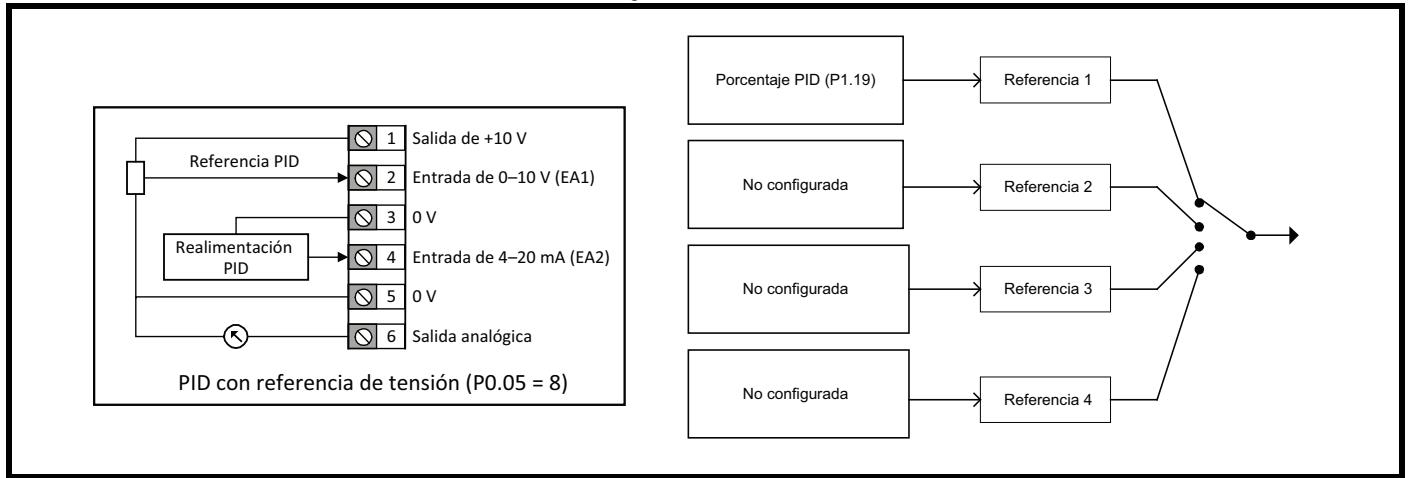 1 Salida de +10 V
Referencia PID
2 Entrada de 0–10 V (EA1)
3 0 V
Realimentación
PID
4 Entrada de 4–20 mA (EA2)
5 0 V
6 Salida analógica
PID con referencia de tensión (P0.05 = 8)
Porcentaje PID (P1.19)
Referencia 1
No configurada
Referencia 2
No configurada
Referencia 3
No configurada
Referencia 4